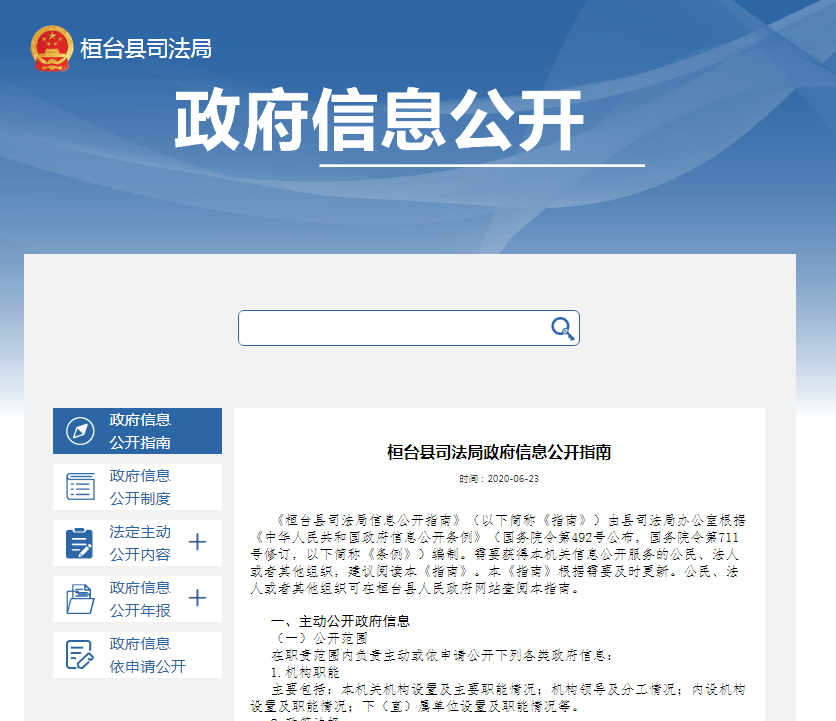 桓台县司法局
政府信息公开
政府信息
公开指南
政府信息
公开制度
法定主动
公开内容
政府信息
公开年报
政府信息
依申请公开
桓台县司法局政府信息公开指南
时间：2020-06-23
《桓台县司法局信息公开指南》（以下简称《指南》）由县司法局办公室根据
《中华人民共和国政府信息公开条例》（国务院令第492号公布，国务院令第711
号修订，以下简称《条例》）编制。需要获得本机关信息公开服务的公民、法人
或者其他组织，建议阅读本《指南》。本《指南》根据需要及时更新。公民、法
人或者其他组织可在桓台县人民政府网站查阅本指南。
一、主动公开政府信息
（一）公开范围
在职责范围内负责主动或依申请公开下列各类政府信息：
1.机构职能
主要包括：本机关机构设置及主要职能情况；机构领导及分工情况；内设机构
设置及职能情况；下（直）属单位设置及职能情况等。